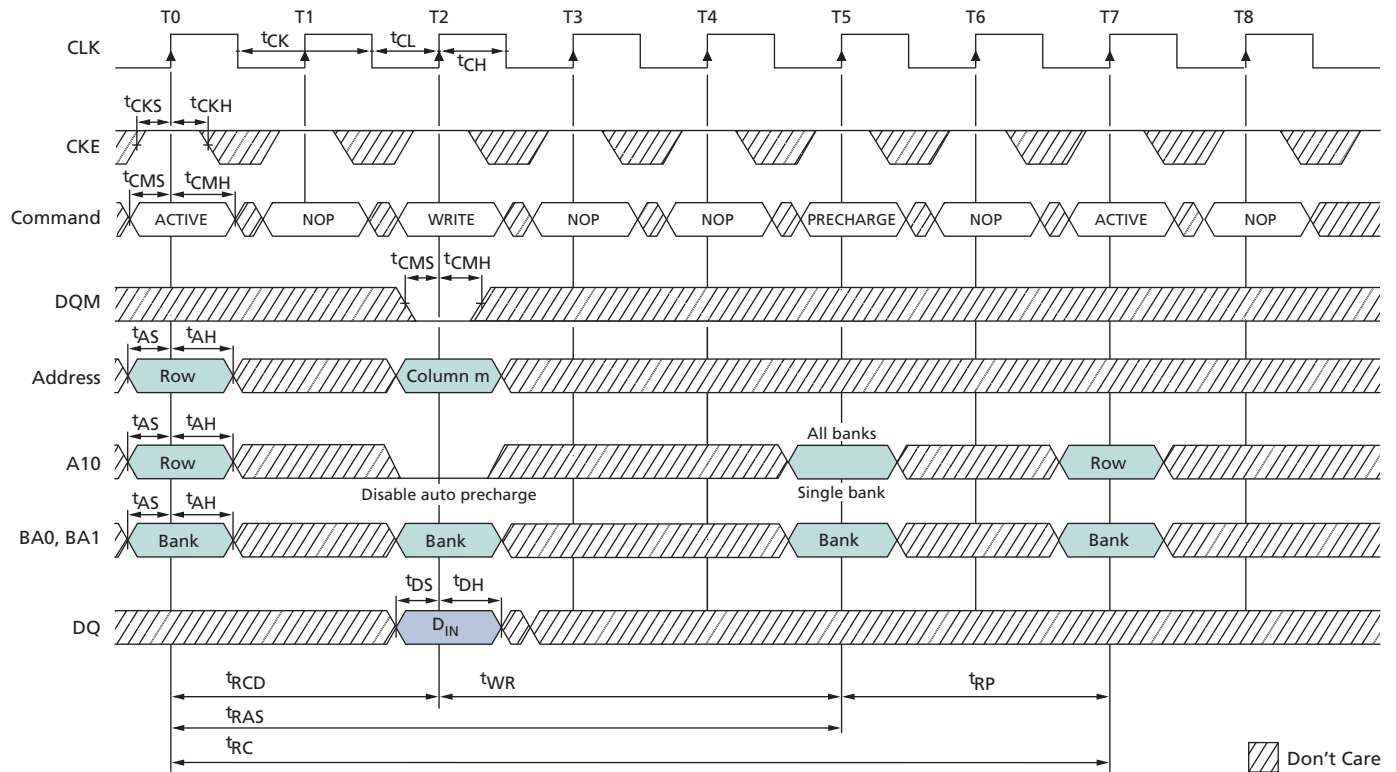 T0 T1 T2 T3 T4 T5 T6 T7 T8
CLK
tCK tCL
tCH
tCKS tCKH
CKE
tCMS tCMH
Command ACTIVE NOP WRITE NOP NOP PRECHARGE NOP ACTIVE NOP
tCMS tCMH
DQM
tAS tAH
Address Row Column m
tAS tAH
All banks
A10 Row Row
Disable auto precharge Single bank
tAS tAH
BA0, BA1 Bank Bank Bank Bank
tDS tDH
DQ DIN
tRCD tWR tRP
tRAS
tRC
Don't Care